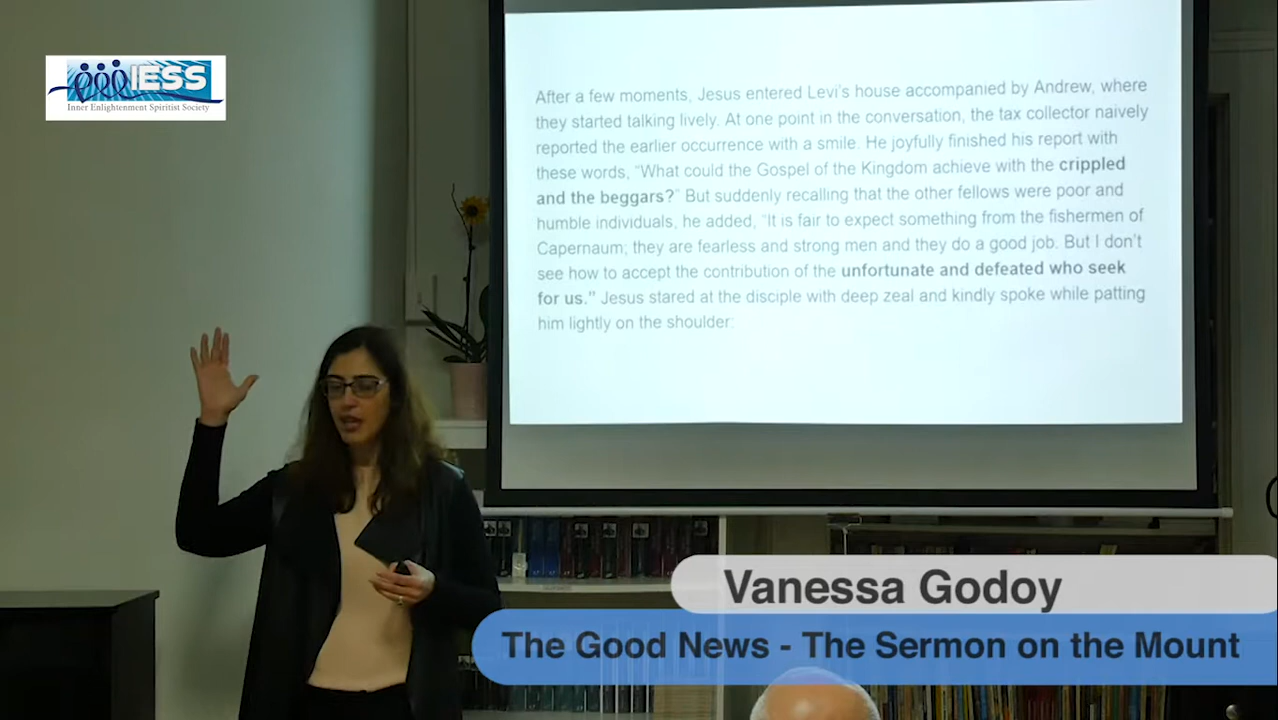 IESS
Inner Enlightenment Spiritist Society
After a few moments, Jesus entered Levi's house accompanied by Andrew, where
they started talking lively. At one point in the conversation, the tax collector naively
reported the earlier occurrence with a smile. He joyfully finished his report with
these words, "What could the Gospel of the Kingdom achieve with the crippled
and the beggars?" But suddenly recalling that the other fellows were poor and
humble individuals, he added, "It is fair to expect something from the fishermen of
Capernaum; they are fearless and strong men and they do a good job. But I don't
see how to accept the contribution of the unfortunate and defeated who seek
for us." Jesus stared at the disciple with deep zeal and kindly spoke while patting
him lightly on the shoulder:
Vanessa Godoy
The Good News - The Sermon on the Mount